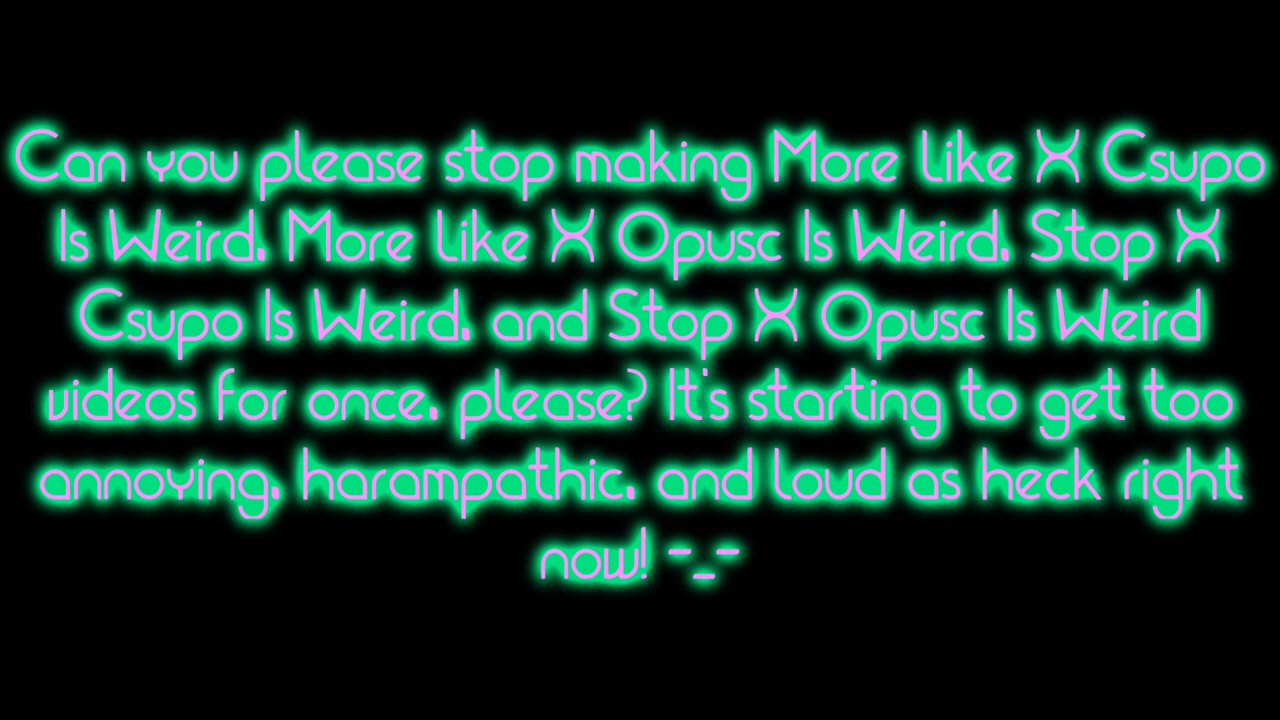 Can you please stop making More Like X Csupo
Is Weird, More Like X Opusc Is Weird, Stop X
Csupo Is Weird, and Stop X Opusc Is Weird
videos for once, please? It's starting to get too
annoying, harampathic, and loud as heck right
now! -_-